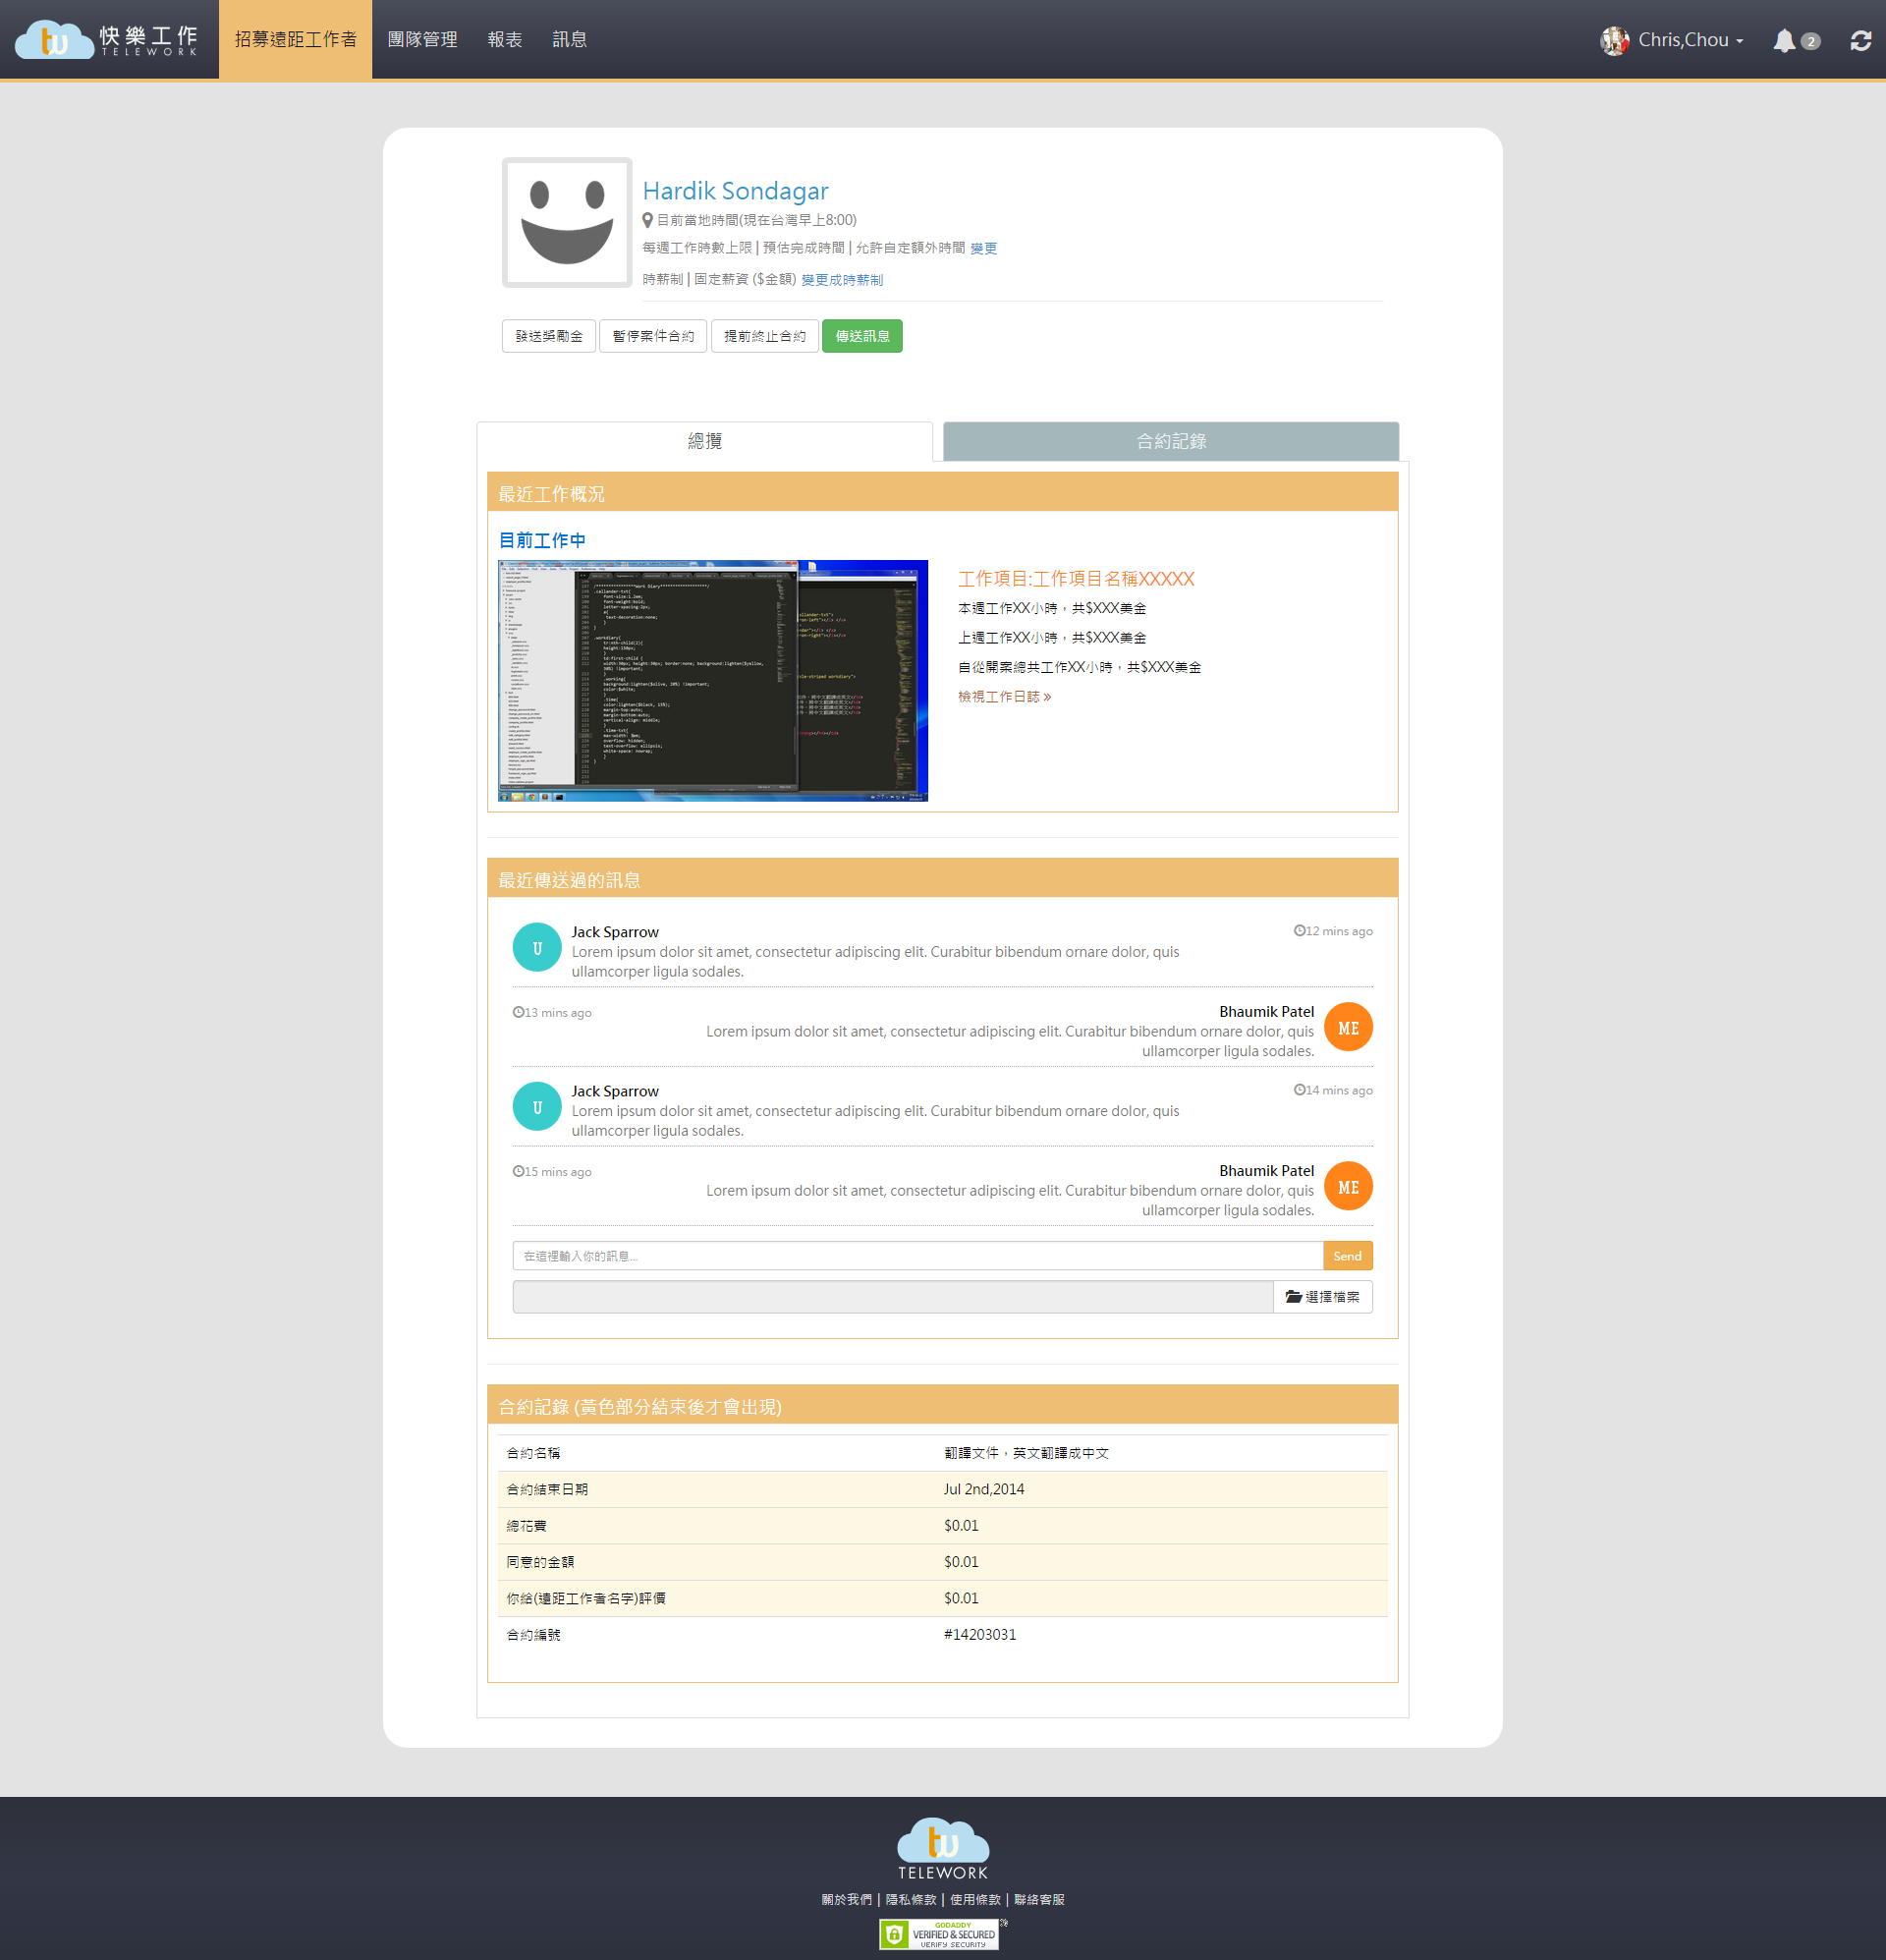 tw 快樂工作 TELEWORK
招募遠距工作者 團隊管理 報表 訊息 Chris,Chou 2
Hardik Sondagar
目前當地時間(現在台灣早上8:00)
每週工作時數上限 | 預估完成時間 | 允許自定額外時間 變更
時薪制 | 固定薪資 ($金額) 變更成時薪制
發送獎勵金 暫停案件合約 提前終止合約 傳送訊息
總攬 合約記錄
最近工作概況
目前工作中
工作項目:工作項目名稱XXXXX
本週工作XX小時，共$XXX美金
上週工作XX小時，共$XXX美金
自從開案總共工作XX小時，共$XXX美金
檢視工作日誌 »
最近傳送過的訊息
U Jack Sparrow 12 mins ago
Lorem ipsum dolor sit amet, consectetur adipiscing elit. Curabitur bibendum ornare dolor, quis
ullamcorper ligula sodales.
13 mins ago Bhaumik Patel ME
Lorem ipsum dolor sit amet, consectetur adipiscing elit. Curabitur bibendum ornare dolor, quis
ullamcorper ligula sodales.
U Jack Sparrow 14 mins ago
Lorem ipsum dolor sit amet, consectetur adipiscing elit. Curabitur bibendum ornare dolor, quis
ullamcorper ligula sodales.
15 mins ago Bhaumik Patel ME
Lorem ipsum dolor sit amet, consectetur adipiscing elit. Curabitur bibendum ornare dolor, quis
ullamcorper ligula sodales.
在這裡輸入你的訊息... Send
選擇檔案
合約記錄 (黃色部分結束後才會出現)
合約名稱 翻譯文件，英文翻譯成中文
合約結束日期 Jul 2nd,2014
總花費 $0.01
同意的金額 $0.01
你給(遠距工作者名字)評價 $0.01
合約編號 #14203031
tw
TELEWORK
關於我們 | 隱私條款 | 使用條款 | 聯絡客服
GODADDY
VERIFIED & SECURED
VERIFY SECURITY